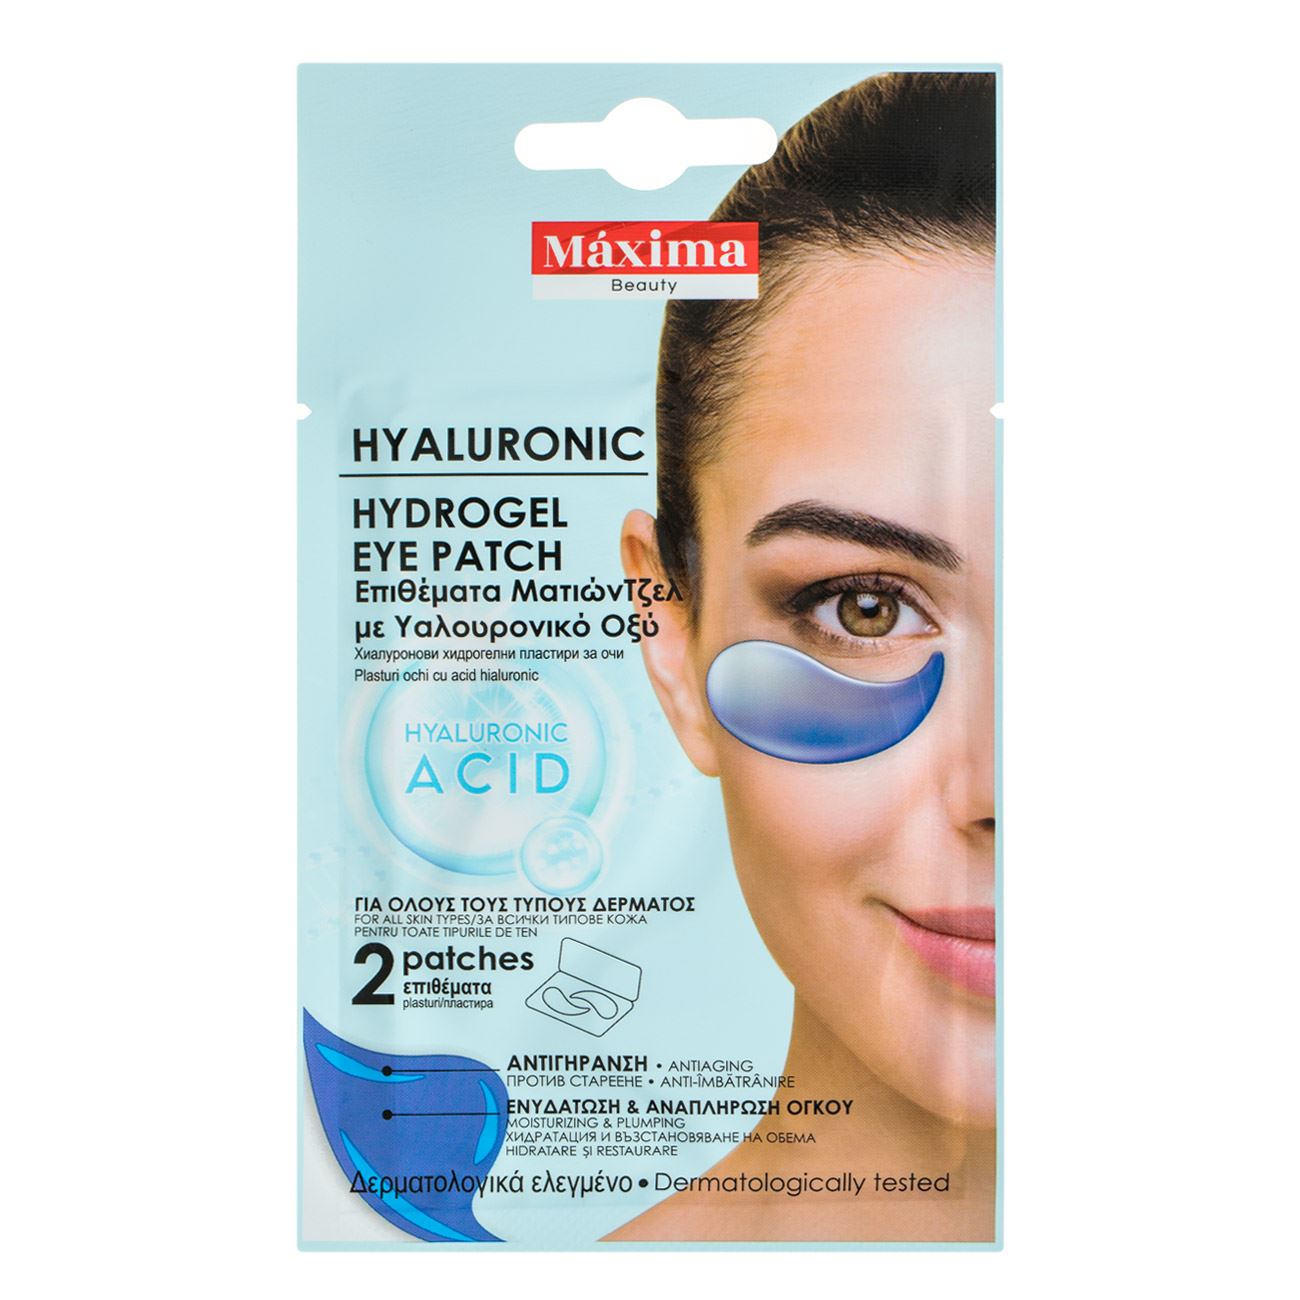 Máxima
Beauty
HYALURONIC
HYDROGEL
EYE PATCH
Επιθέματα ΜατιώνΤζελ
με Υαλουρονικό Οξύ
Хиалуронови хидрогелни пластири за очи
Plasturi ochi cu acid hialuronic
HYALURONIC
ACID
ΓΙΑ ΟΛΟΥΣ ΤΟΥΣ ΤΥΠΟΥΣ ΔΕΡΜΑΤΟΣ
FOR ALL SKIN TYPES/ЗА ВСИЧКИ ТИПОВЕ КОЖА
PENTRU TOATE TIPURILE DE TEN
2 patches
επιθέματα
plasturi/пластира
ΑΝΤΙΓΗΡΑΝΣΗ • ANTIAGING
ПРОТИВ СТАРЕЕНЕ • ANTI-ÎMBĂTRÂNIRE
ΕΝΥΔΑΤΩΣΗ & ΑΝΑΠΛΗΡΩΣΗ ΟΓΚΟΥ
MOISTURIZING & PLUMPING
ХИДРАТАЦИЯ И ВЪЗСТАНОВЯВАНЕ НА ОБЕМА
HIDRATARE ȘI RESTAURARE
Δερματολογικά ελεγμένο • Dermatologically tested